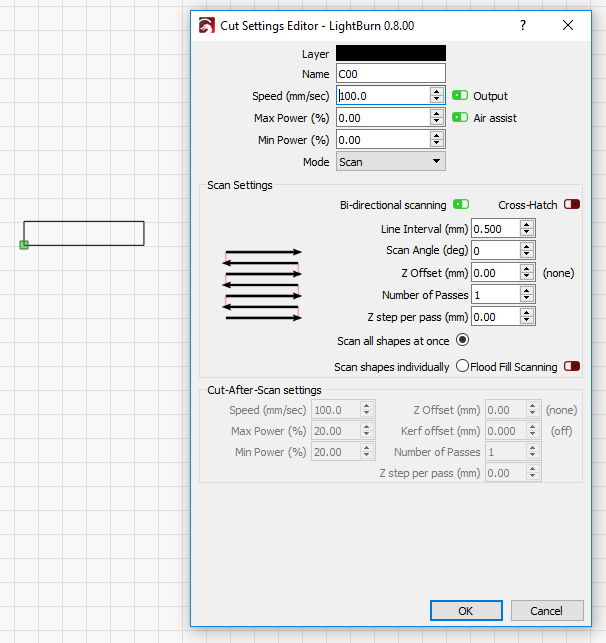 Cut Settings Editor - LightBurn 0.8.00 ?
Layer
Name C00
Speed (mm/sec) 100.0 Output
Max Power (%) 0.00 Air assist
Min Power (%) 0.00
Mode Scan
Scan Settings
Bi-directional scanning Cross-Hatch
Line Interval (mm) 0.500
Scan Angle (deg) 0
Z Offset (mm) 0.00 (none)
Number of Passes 1
Z step per pass (mm) 0.00
Scan all shapes at once
Scan shapes individually Flood Fill Scanning
Cut-After-Scan settings
Speed (mm/sec) 100.0 Z Offset (mm) 0.00 (none)
Max Power (%) 20.00 Kerf offset (mm) 0.000 (off)
Min Power (%) 20.00 Number of Passes 1
Z step per pass (mm) 0.00
OK Cancel